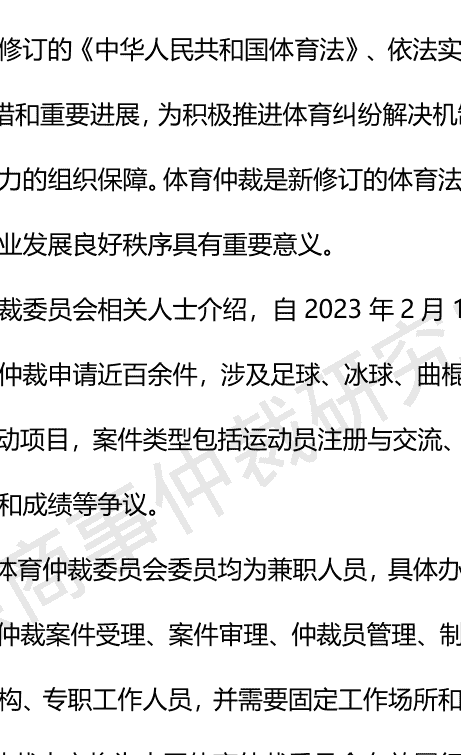 修订的《中华人民共和国体育法》、依法实
措和重要进展，为积极推进体育纠纷解决机制
力的组织保障。体育仲裁是新修订的体育法
业发展良好秩序具有重要意义。
裁委员会相关人士介绍，自 2023 年 2 月 1
仲裁申请近百余件，涉及足球、冰球、曲棍
动项目，案件类型包括运动员注册与交流、
和成绩等争议。
体育仲裁委员会委员均为兼职人员，具体办
仲裁案件受理、案件审理、仲裁员管理、制
构、专职工作人员，并需要固定工作场所和
商事仲裁研究